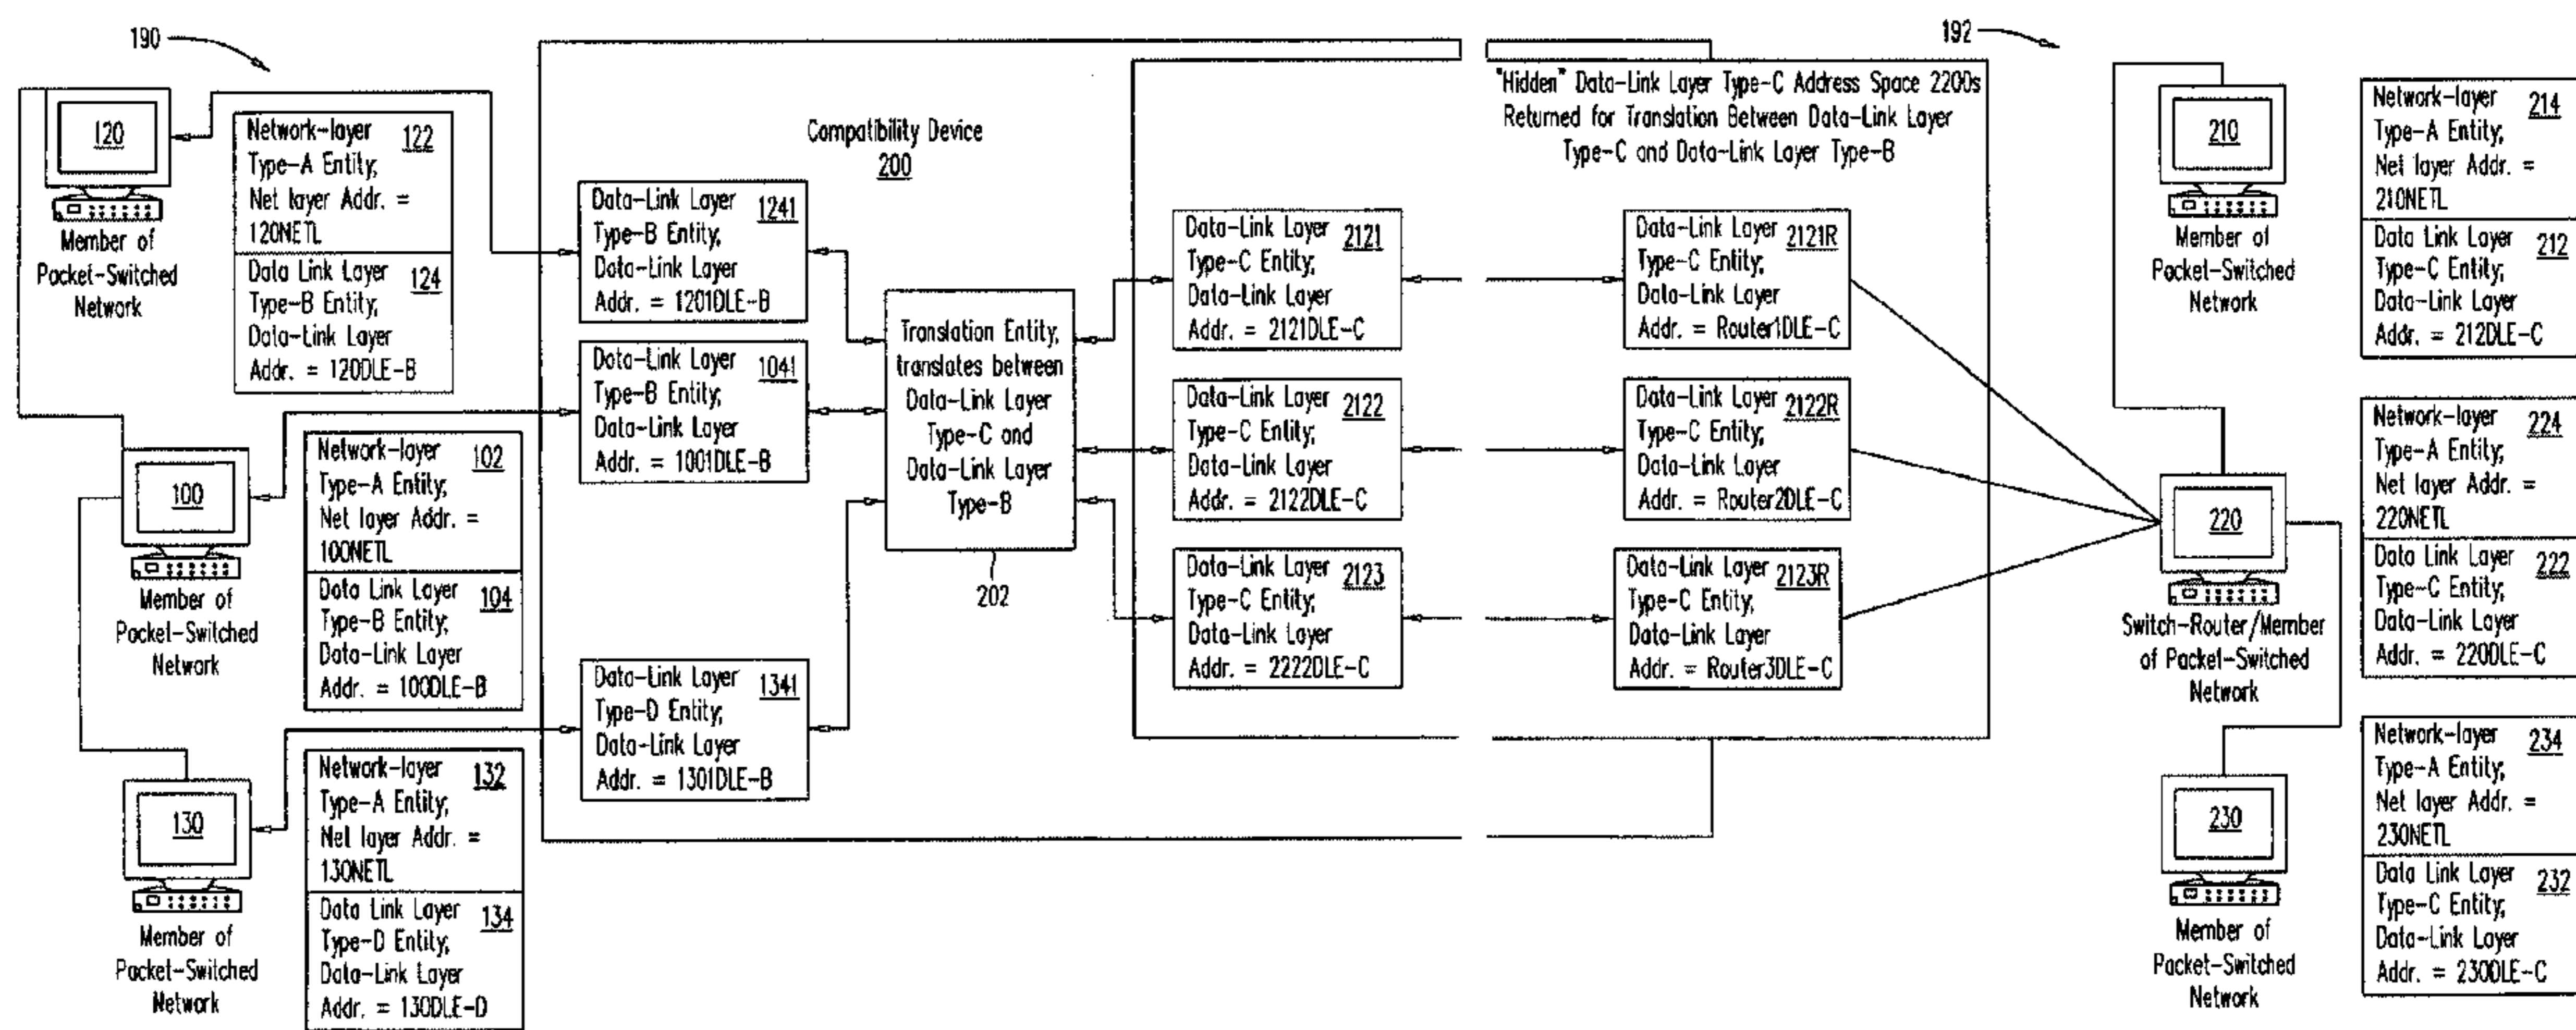 190
120
Member of
Packet-Switched
Network
Network-layer 122
Type-A Entity;
Net layer Addr. =
120NETL
Data Link Layer 124
Type-B Entity;
Data-Link Layer
Addr. = 120DLE-B
100
Member of
Packet-Switched
Network
Network-layer 102
Type-A Entity;
Net layer Addr. =
100NETL
Data Link Layer 104
Type-B Entity;
Data-Link Layer
Addr. = 100DLE-B
130
Member of
Packet-Switched
Network
Network-layer 132
Type-A Entity;
Net layer Addr. =
130NETL
Data Link Layer 134
Type-D Entity;
Data-Link Layer
Addr. = 130DLE-D
Compatibility Device
200
Data-Link Layer 1241
Type-B Entity;
Data-Link Layer
Addr. = 1201DLE-B
Data-Link Layer 1041
Type-B Entity;
Data-Link Layer
Addr. = 1001DLE-B
Data-Link Layer 1341
Type-D Entity;
Data-Link Layer
Addr. = 1301DLE-B
Translation Entity,
translates between
Data-Link Layer
Type-C and
Data-Link Layer
Type-B
202
"Hidden" Data-Link Layer Type-C Address Space 2200s
Returned for Translation Between Data-Link Layer
Type-C and Data-Link Layer Type-B
Data-Link Layer 2121
Type-C Entity;
Data-Link Layer
Addr. = 2121DLE-C
Data-Link Layer 2122
Type-C Entity;
Data-Link Layer
Addr. = 2122DLE-C
Data-Link Layer 2123
Type-C Entity;
Data-Link Layer
Addr. = 2222DLE-C
Data-Link Layer 2121R
Type-C Entity;
Data-Link Layer
Addr. = Router1DLE-C
Data-Link Layer 2122R
Type-C Entity;
Data-Link Layer
Addr. = Router2DLE-C
Data-Link Layer 2123R
Type-C Entity;
Data-Link Layer
Addr. = Router3DLE-C
192
210
Member of
Packet-Switched
Network
Network-layer 214
Type-A Entity;
Net layer Addr. =
210NETL
Data Link Layer 212
Type-C Entity;
Data-Link Layer
Addr. = 212DLE-C
220
Switch-Router/Member
of Packet-Switched
Network
Network-layer 224
Type-A Entity;
Net layer Addr. =
220NETL
Data Link Layer 222
Type-C Entity;
Data-Link Layer
Addr. = 220DLE-C
230
Member of
Packet-Switched
Network
Network-layer 234
Type-A Entity;
Net layer Addr. =
230NETL
Data Link Layer 232
Type-C Entity;
Data-Link Layer
Addr. = 230DLE-C